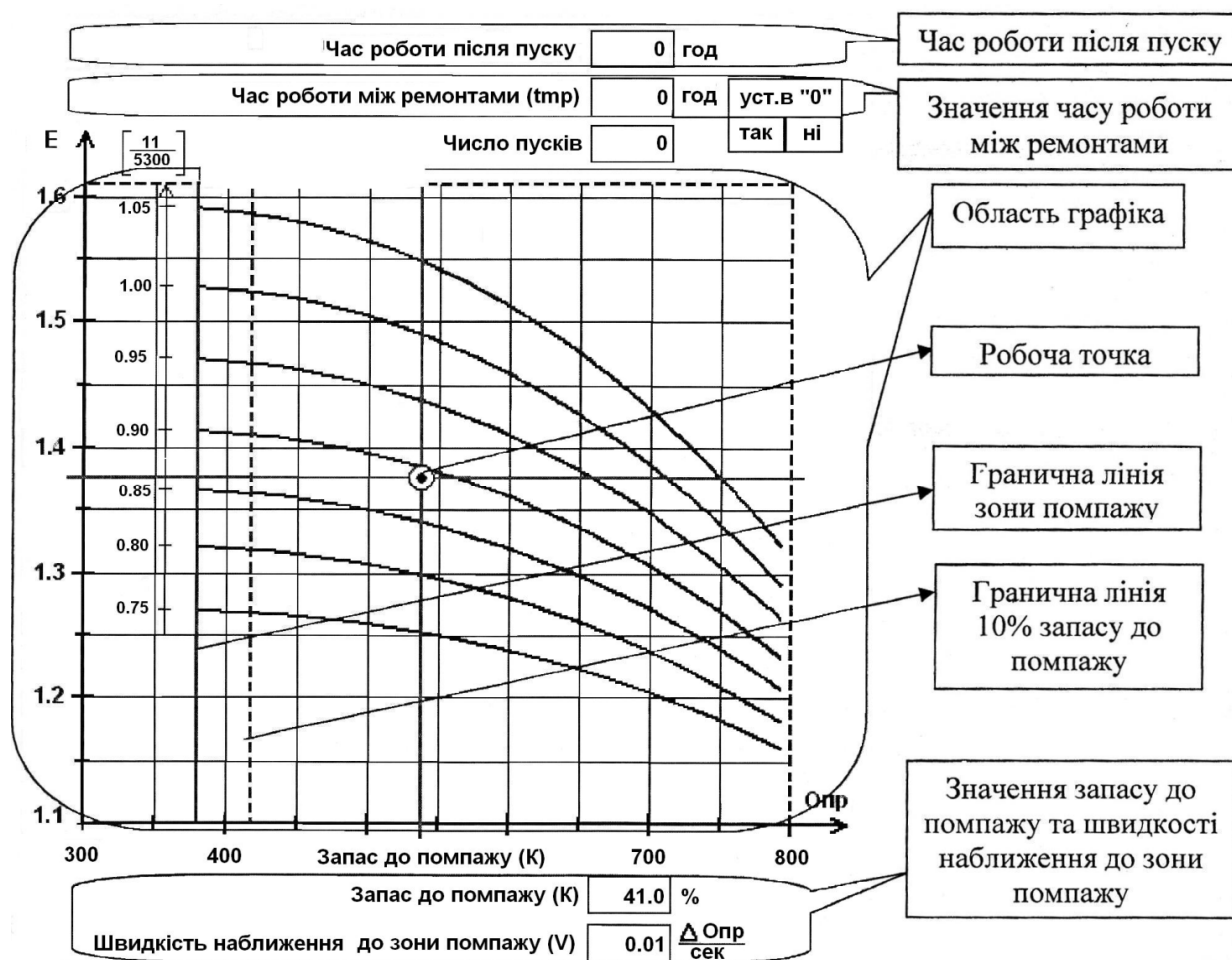 Час роботи після пуску 0 год
Час роботи після пуску
Час роботи між ремонтами (tmp) 0 год уст.в "0"
так ні
Число пусків 0
Значення часу роботи
між ремонтами
E
[11/5300]
1.6
1.5
1.4
1.3
1.2
1.1
1.05
1.00
0.95
0.90
0.85
0.80
0.75
Область графіка
Робоча точка
Гранична лінія
зони помпажу
Гранична лінія
10% запасу до
помпажу
Qпр
300 400 Запас до помпажу (К) 700 800
Запас до помпажу (К) 41.0 %
Швидкість наближення до зони помпажу (V) 0.01 Δ Qпр
сек
Значення запасу до
помпажу та швидкості
наближення до зони
помпажу